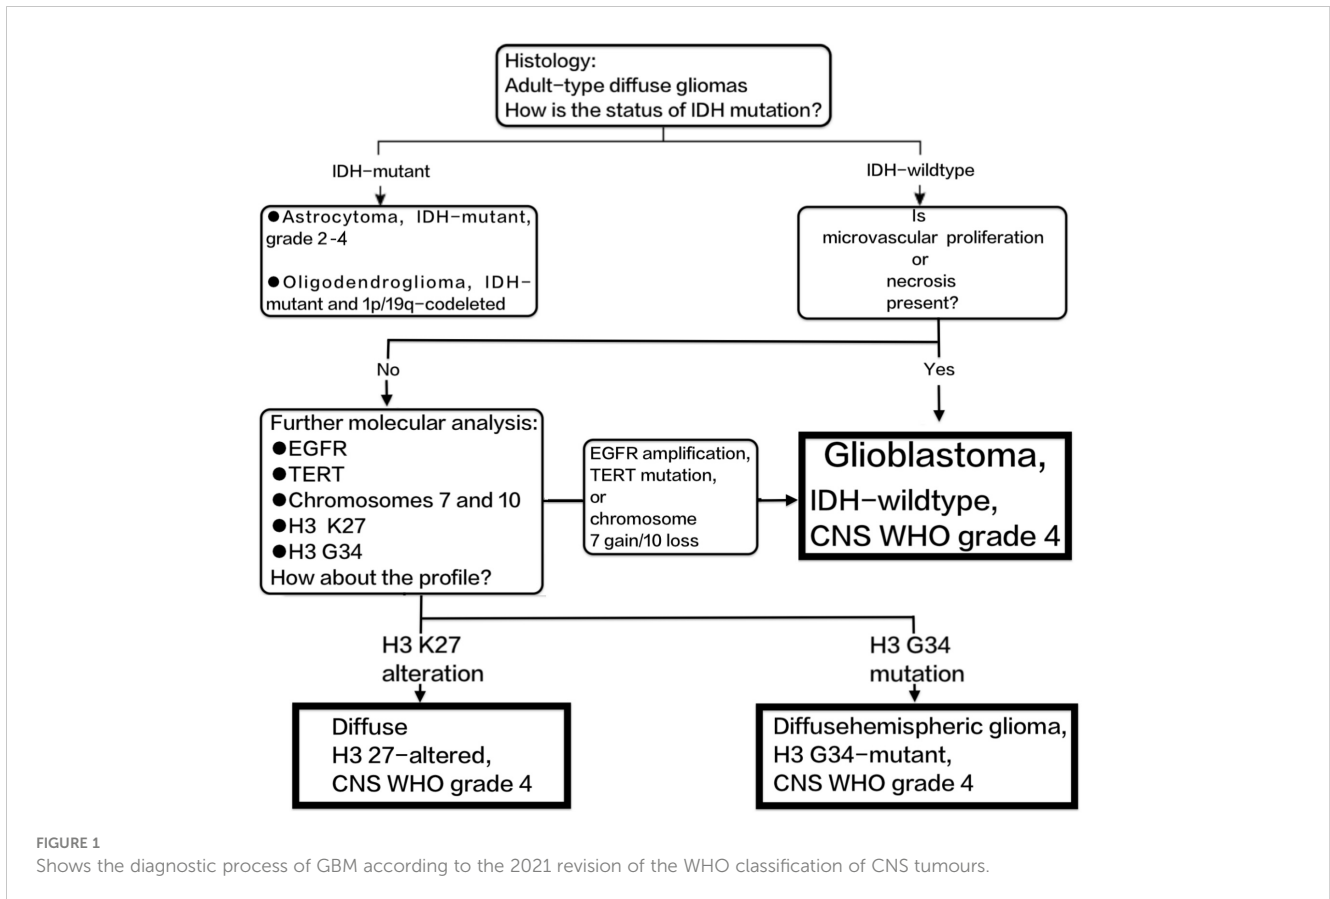 Histology:
Adult-type diffuse gliomas
How is the status of IDH mutation?
IDH-mutant
IDH-wildtype
●Astrocytoma, IDH-mutant,
grade 2-4
●Oligodendroglioma, IDH-
mutant and 1p/19q-codeleted
Is
microvascular proliferation
or
necrosis
present?
No
Yes
Further molecular analysis:
●EGFR
●TERT
●Chromosomes 7 and 10
●H3 K27
●H3 G34
How about the profile?
EGFR amplification,
TERT mutation,
or
chromosome
7 gain/10 loss
Glioblastoma,
IDH-wildtype,
CNS WHO grade 4
H3 K27
alteration
H3 G34
mutation
Diffuse
H3 27-altered,
CNS WHO grade 4
Diffusehemispheric glioma,
H3 G34-mutant,
CNS WHO grade 4
FIGURE 1
Shows the diagnostic process of GBM according to the 2021 revision of the WHO classification of CNS tumours.